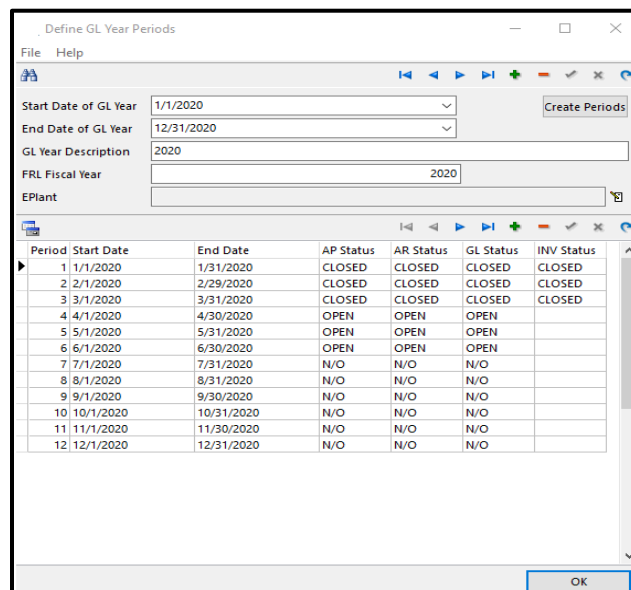 Define GL Year Periods
File Help
Start Date of GL Year 1/1/2020 Create Periods
End Date of GL Year 12/31/2020
GL Year Description 2020
FRL Fiscal Year 2020
EPlant
Period Start Date End Date AP Status AR Status GL Status INV Status
1 1/1/2020 1/31/2020 CLOSED CLOSED CLOSED CLOSED
2 2/1/2020 2/29/2020 CLOSED CLOSED CLOSED CLOSED
3 3/1/2020 3/31/2020 CLOSED CLOSED CLOSED CLOSED
4 4/1/2020 4/30/2020 OPEN OPEN OPEN
5 5/1/2020 5/31/2020 OPEN OPEN OPEN
6 6/1/2020 6/30/2020 OPEN OPEN OPEN
7 7/1/2020 7/31/2020 N/O N/O N/O
8 8/1/2020 8/31/2020 N/O N/O N/O
9 9/1/2020 9/30/2020 N/O N/O N/O
10 10/1/2020 10/31/2020 N/O N/O N/O
11 11/1/2020 11/30/2020 N/O N/O N/O
12 12/1/2020 12/31/2020 N/O N/O N/O
OK